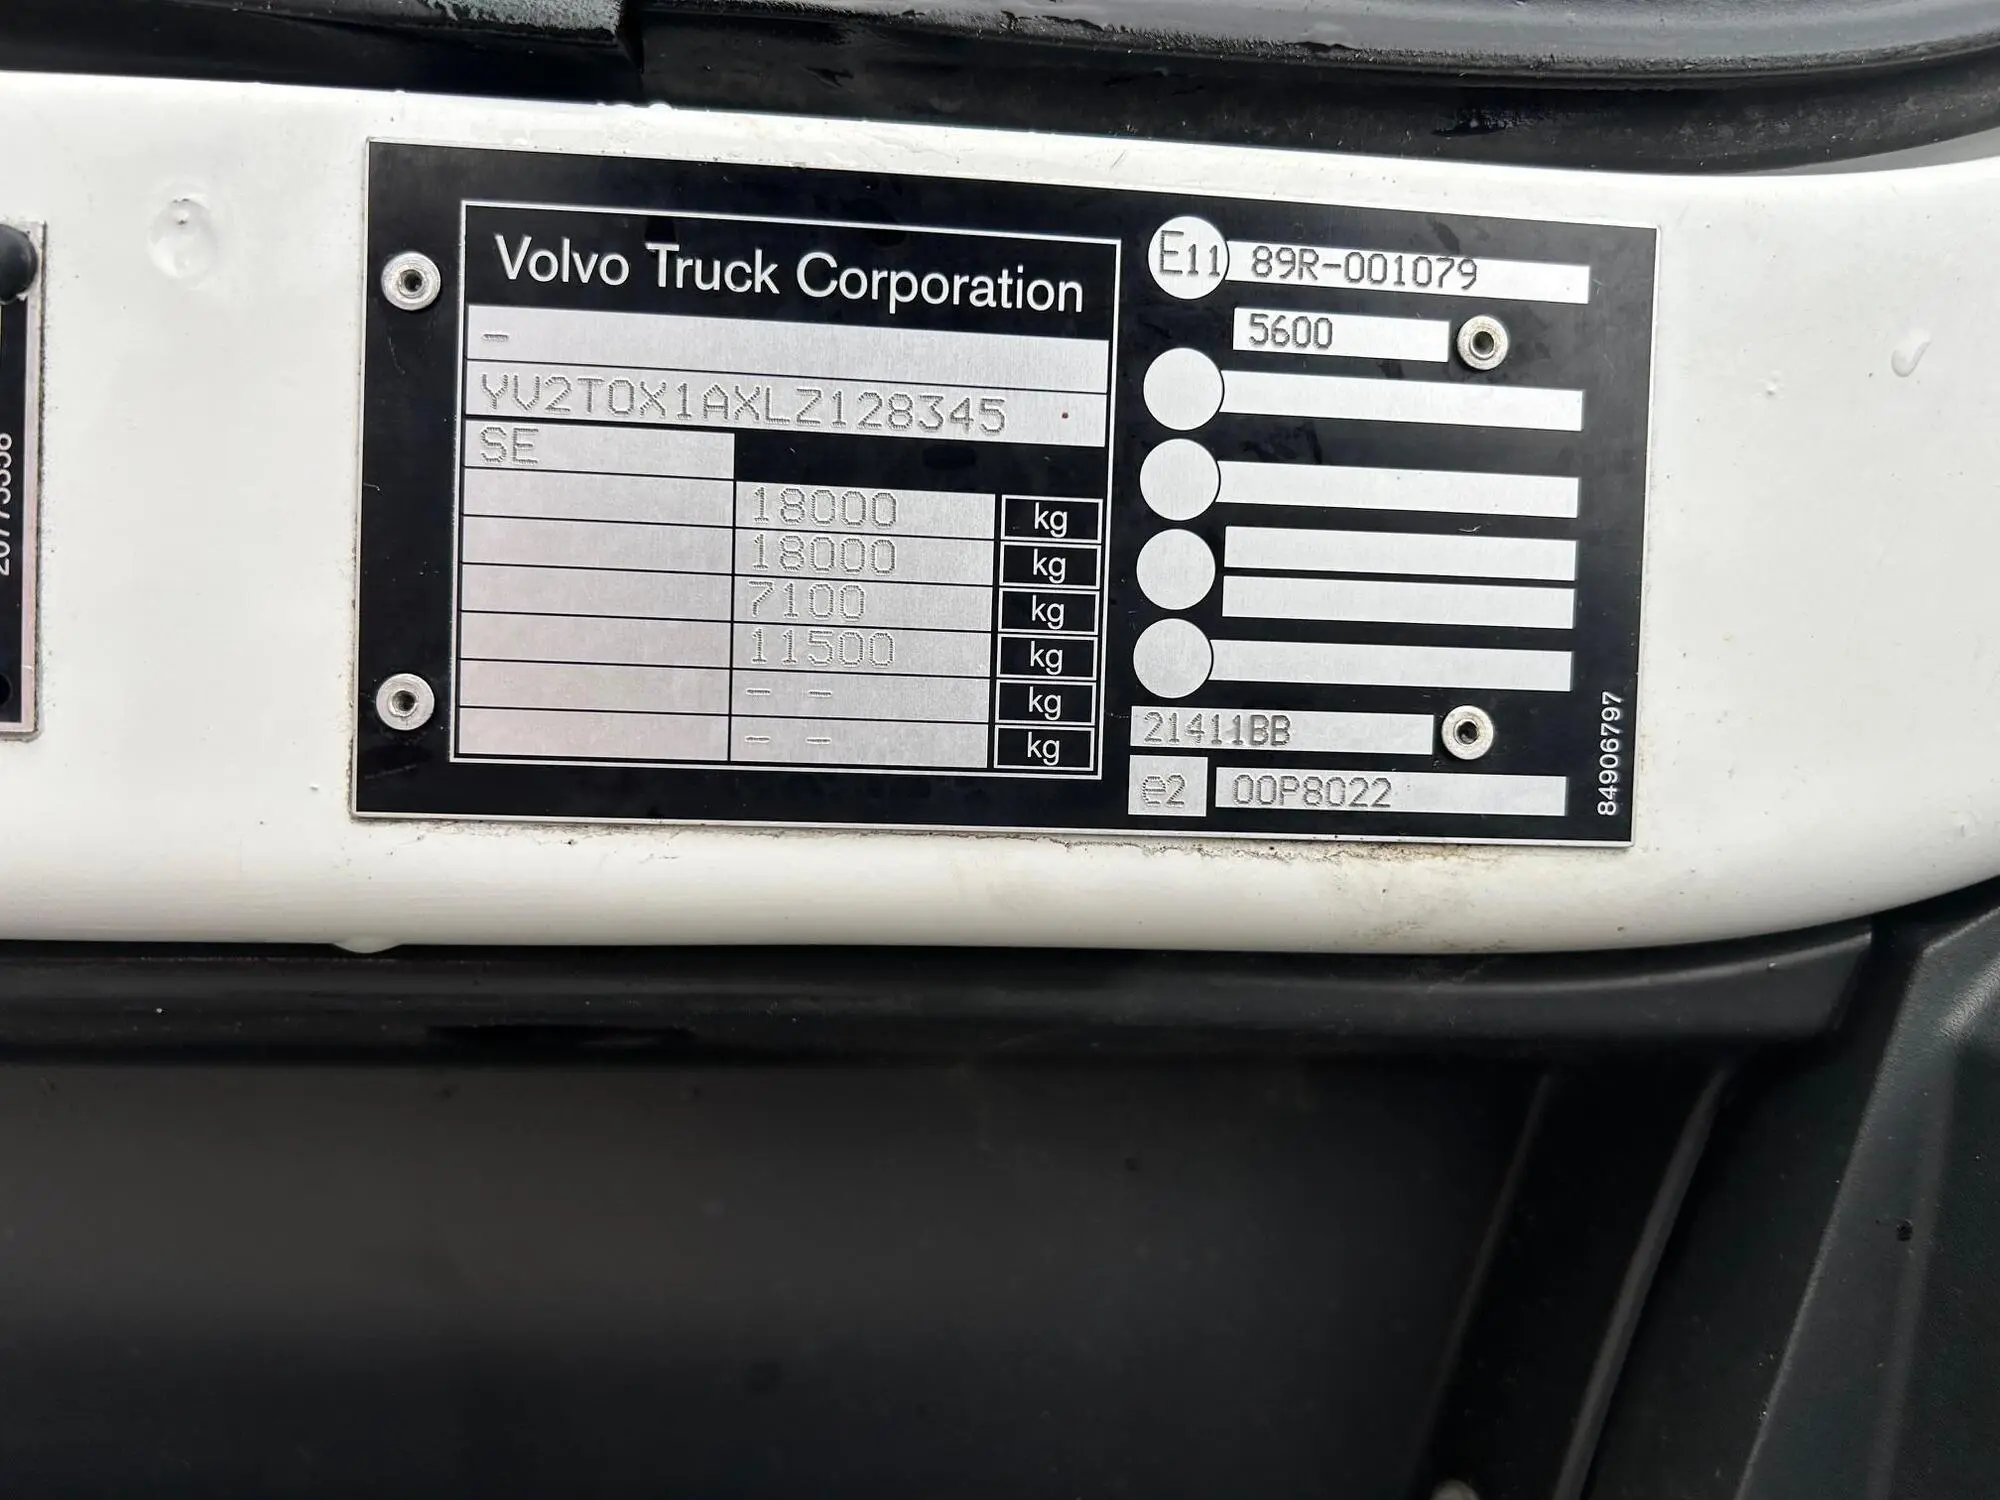 Volvo Truck Corporation
-
YV2T0X1AXLZ128345
SE
18000 kg
18000 kg
7100 kg
11500 kg
- - kg
- - kg
E11 89R-001079
5600
21411BB
e2 00P8022
84906797